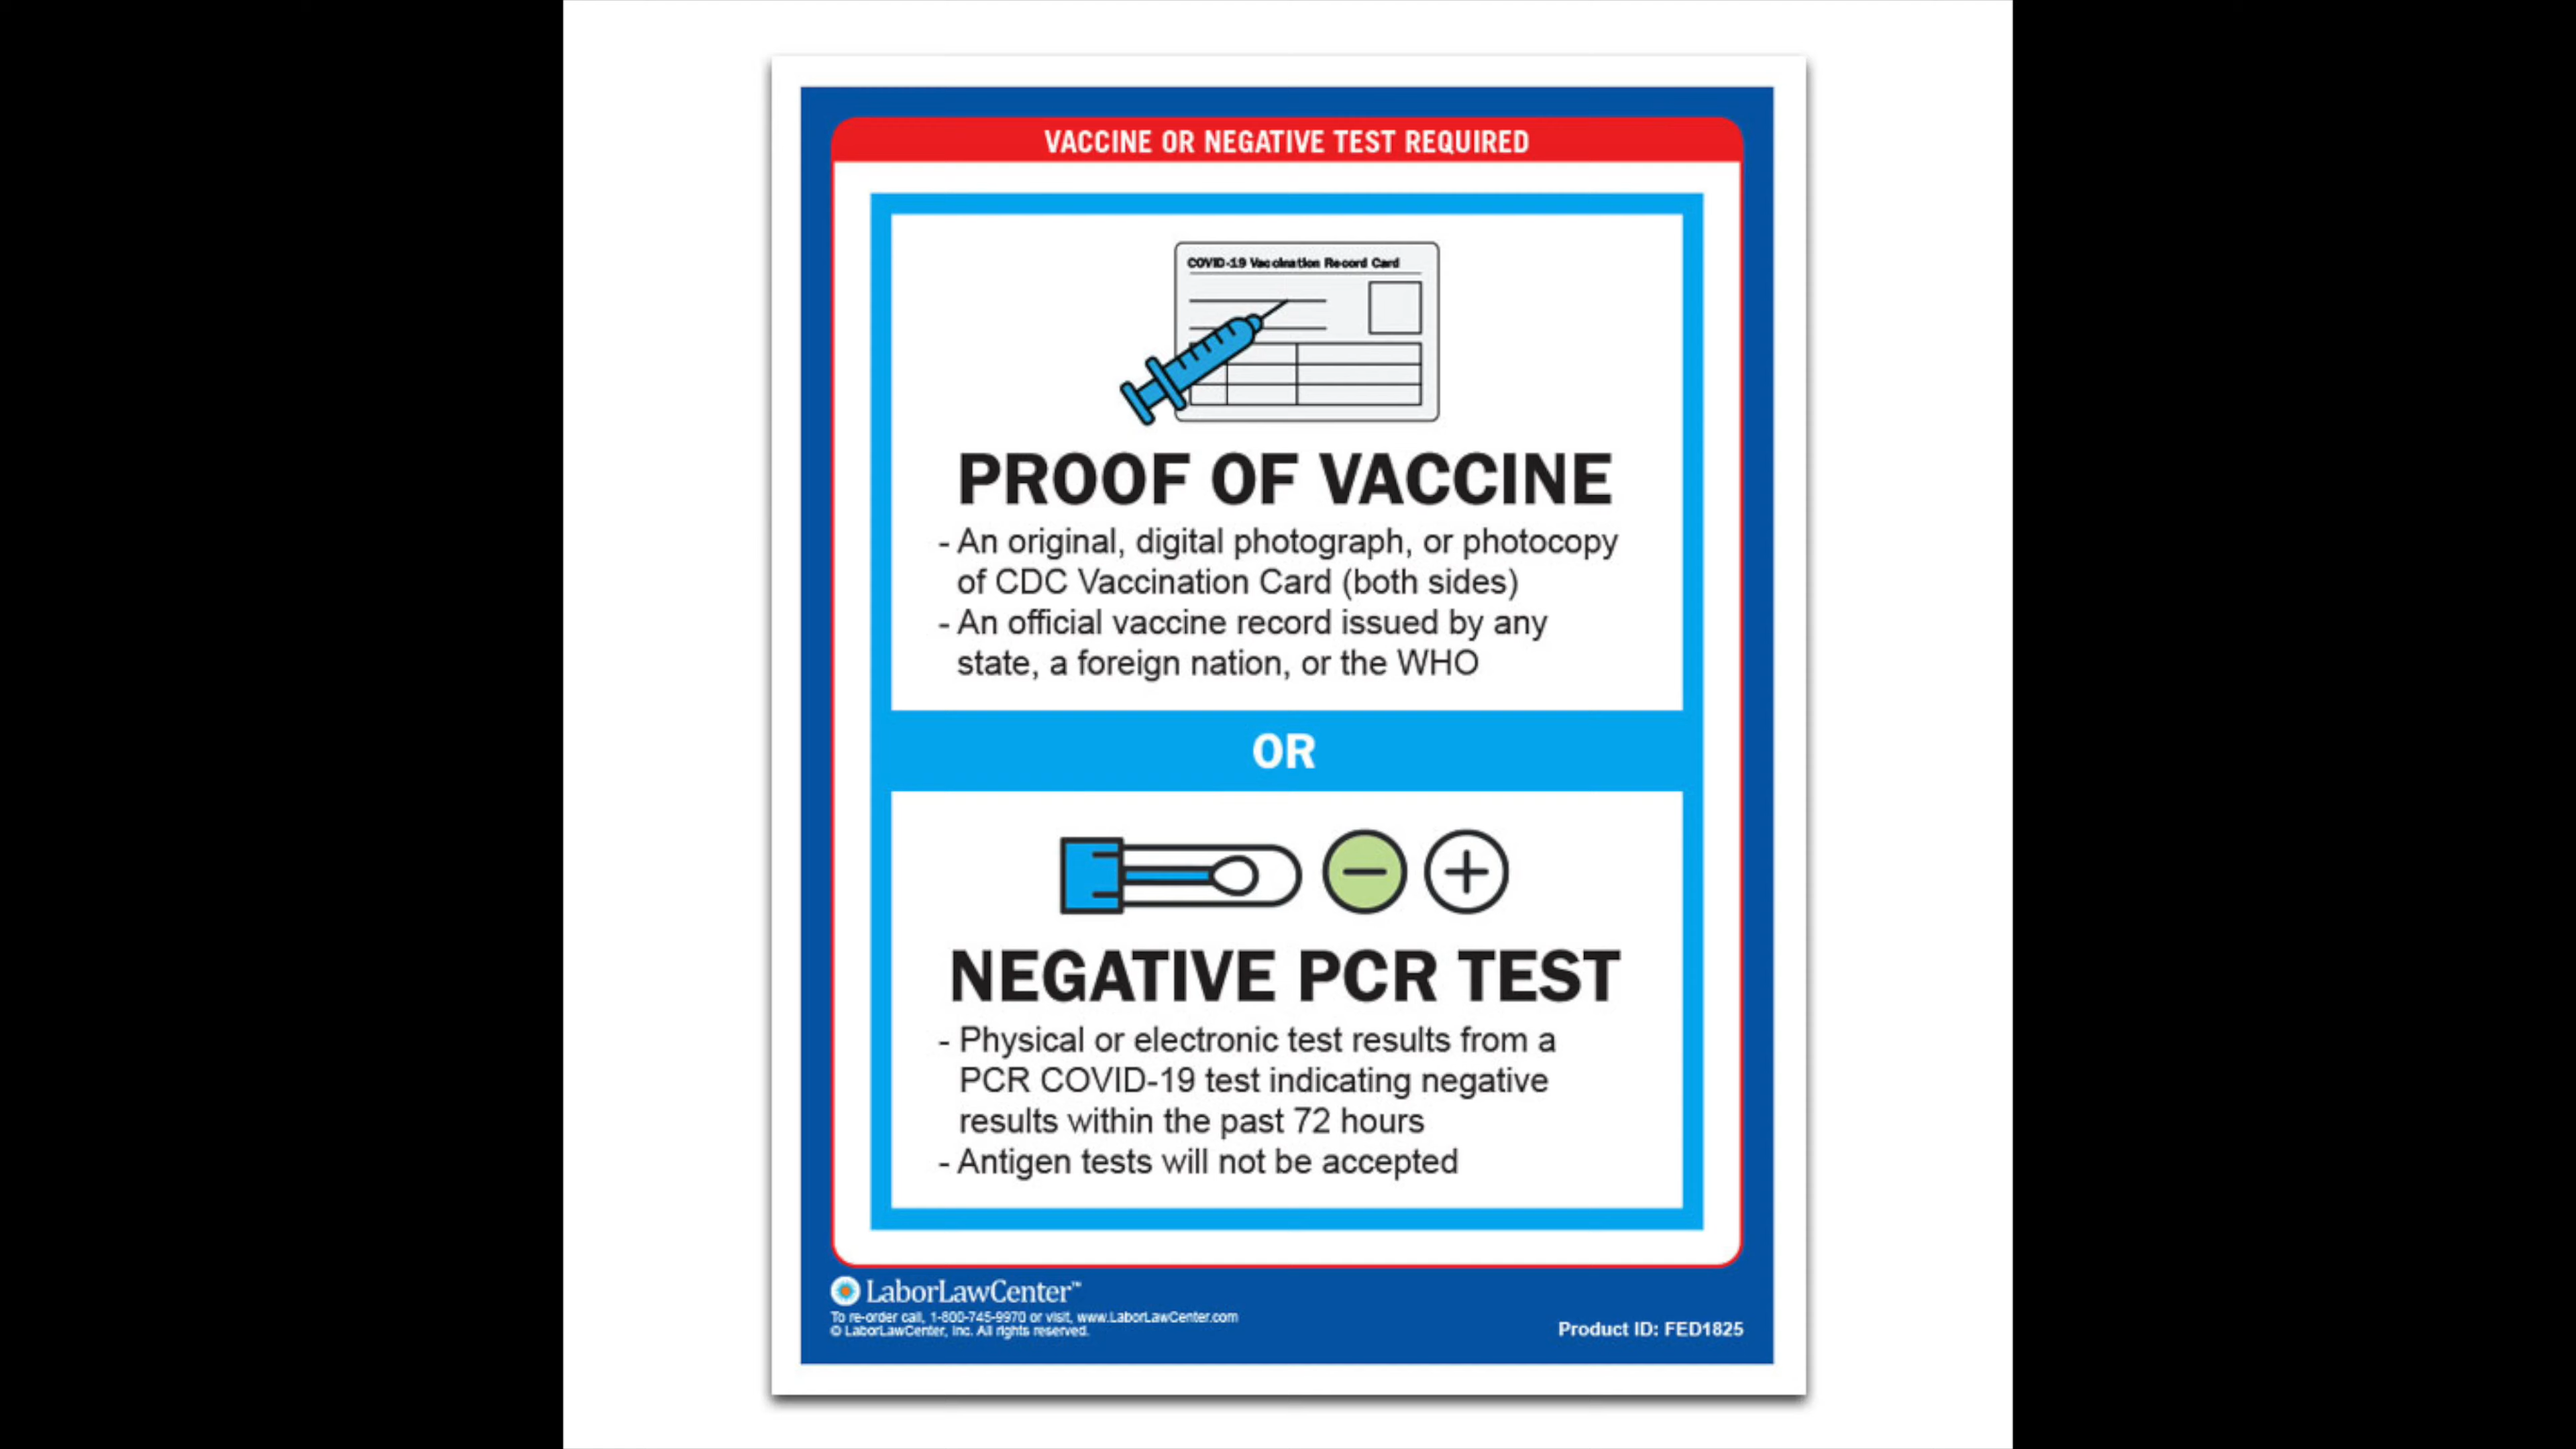 VACCINE OR NEGATIVE TEST REQUIRED
COVID-19 Vaccination Record Card
PROOF OF VACCINE
- An original, digital photograph, or photocopy
of CDC Vaccination Card (both sides)
- An official vaccine record issued by any
state, a foreign nation, or the WHO
OR
NEGATIVE PCR TEST
- Physical or electronic test results from a
PCR COVID-19 test indicating negative
results within the past 72 hours
- Antigen tests will not be accepted
LaborLawCenter™
To re-order call, 1-800-745-9970 or visit, www.LaborLawCenter.com
© LaborLawCenter, Inc. All rights reserved.
Product ID: FED1825